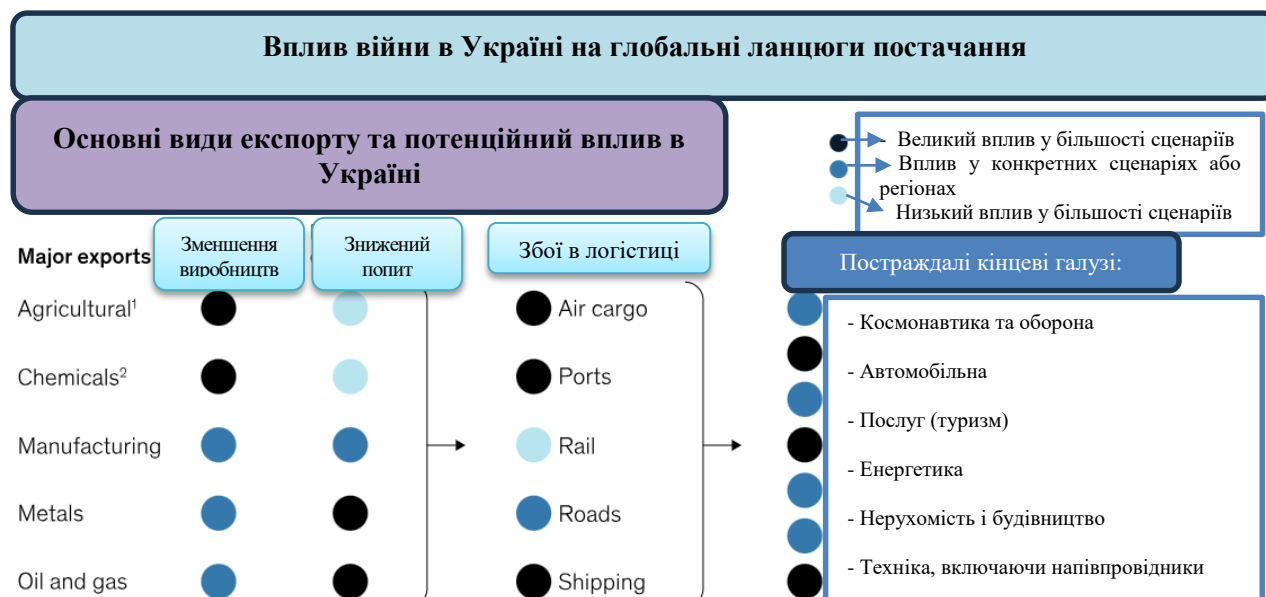 Вплив війни в Україні на глобальні ланцюги постачання
Основні види експорту та потенційний вплив в
Україні
- Великий вплив у більшості сценаріїв
Вплив у конкретних сценаріях або
регіонах
Низький вплив у більшості сценаріїв
Major exports
Зменшення
виробництв
Знижений
попит
Збої в логістиці
Постраждалі кінцеві галузі:
Agricultural¹
Air cargo
- Космонавтика та оборона
Chemicals²
Ports
- Автомобільна
Manufacturing
Rail
- Послуг (туризм)
- Енергетика
Metals
Roads
- Нерухомість і будівництво
Oil and gas
Shipping
- Техніка, включаючи напівпровідники